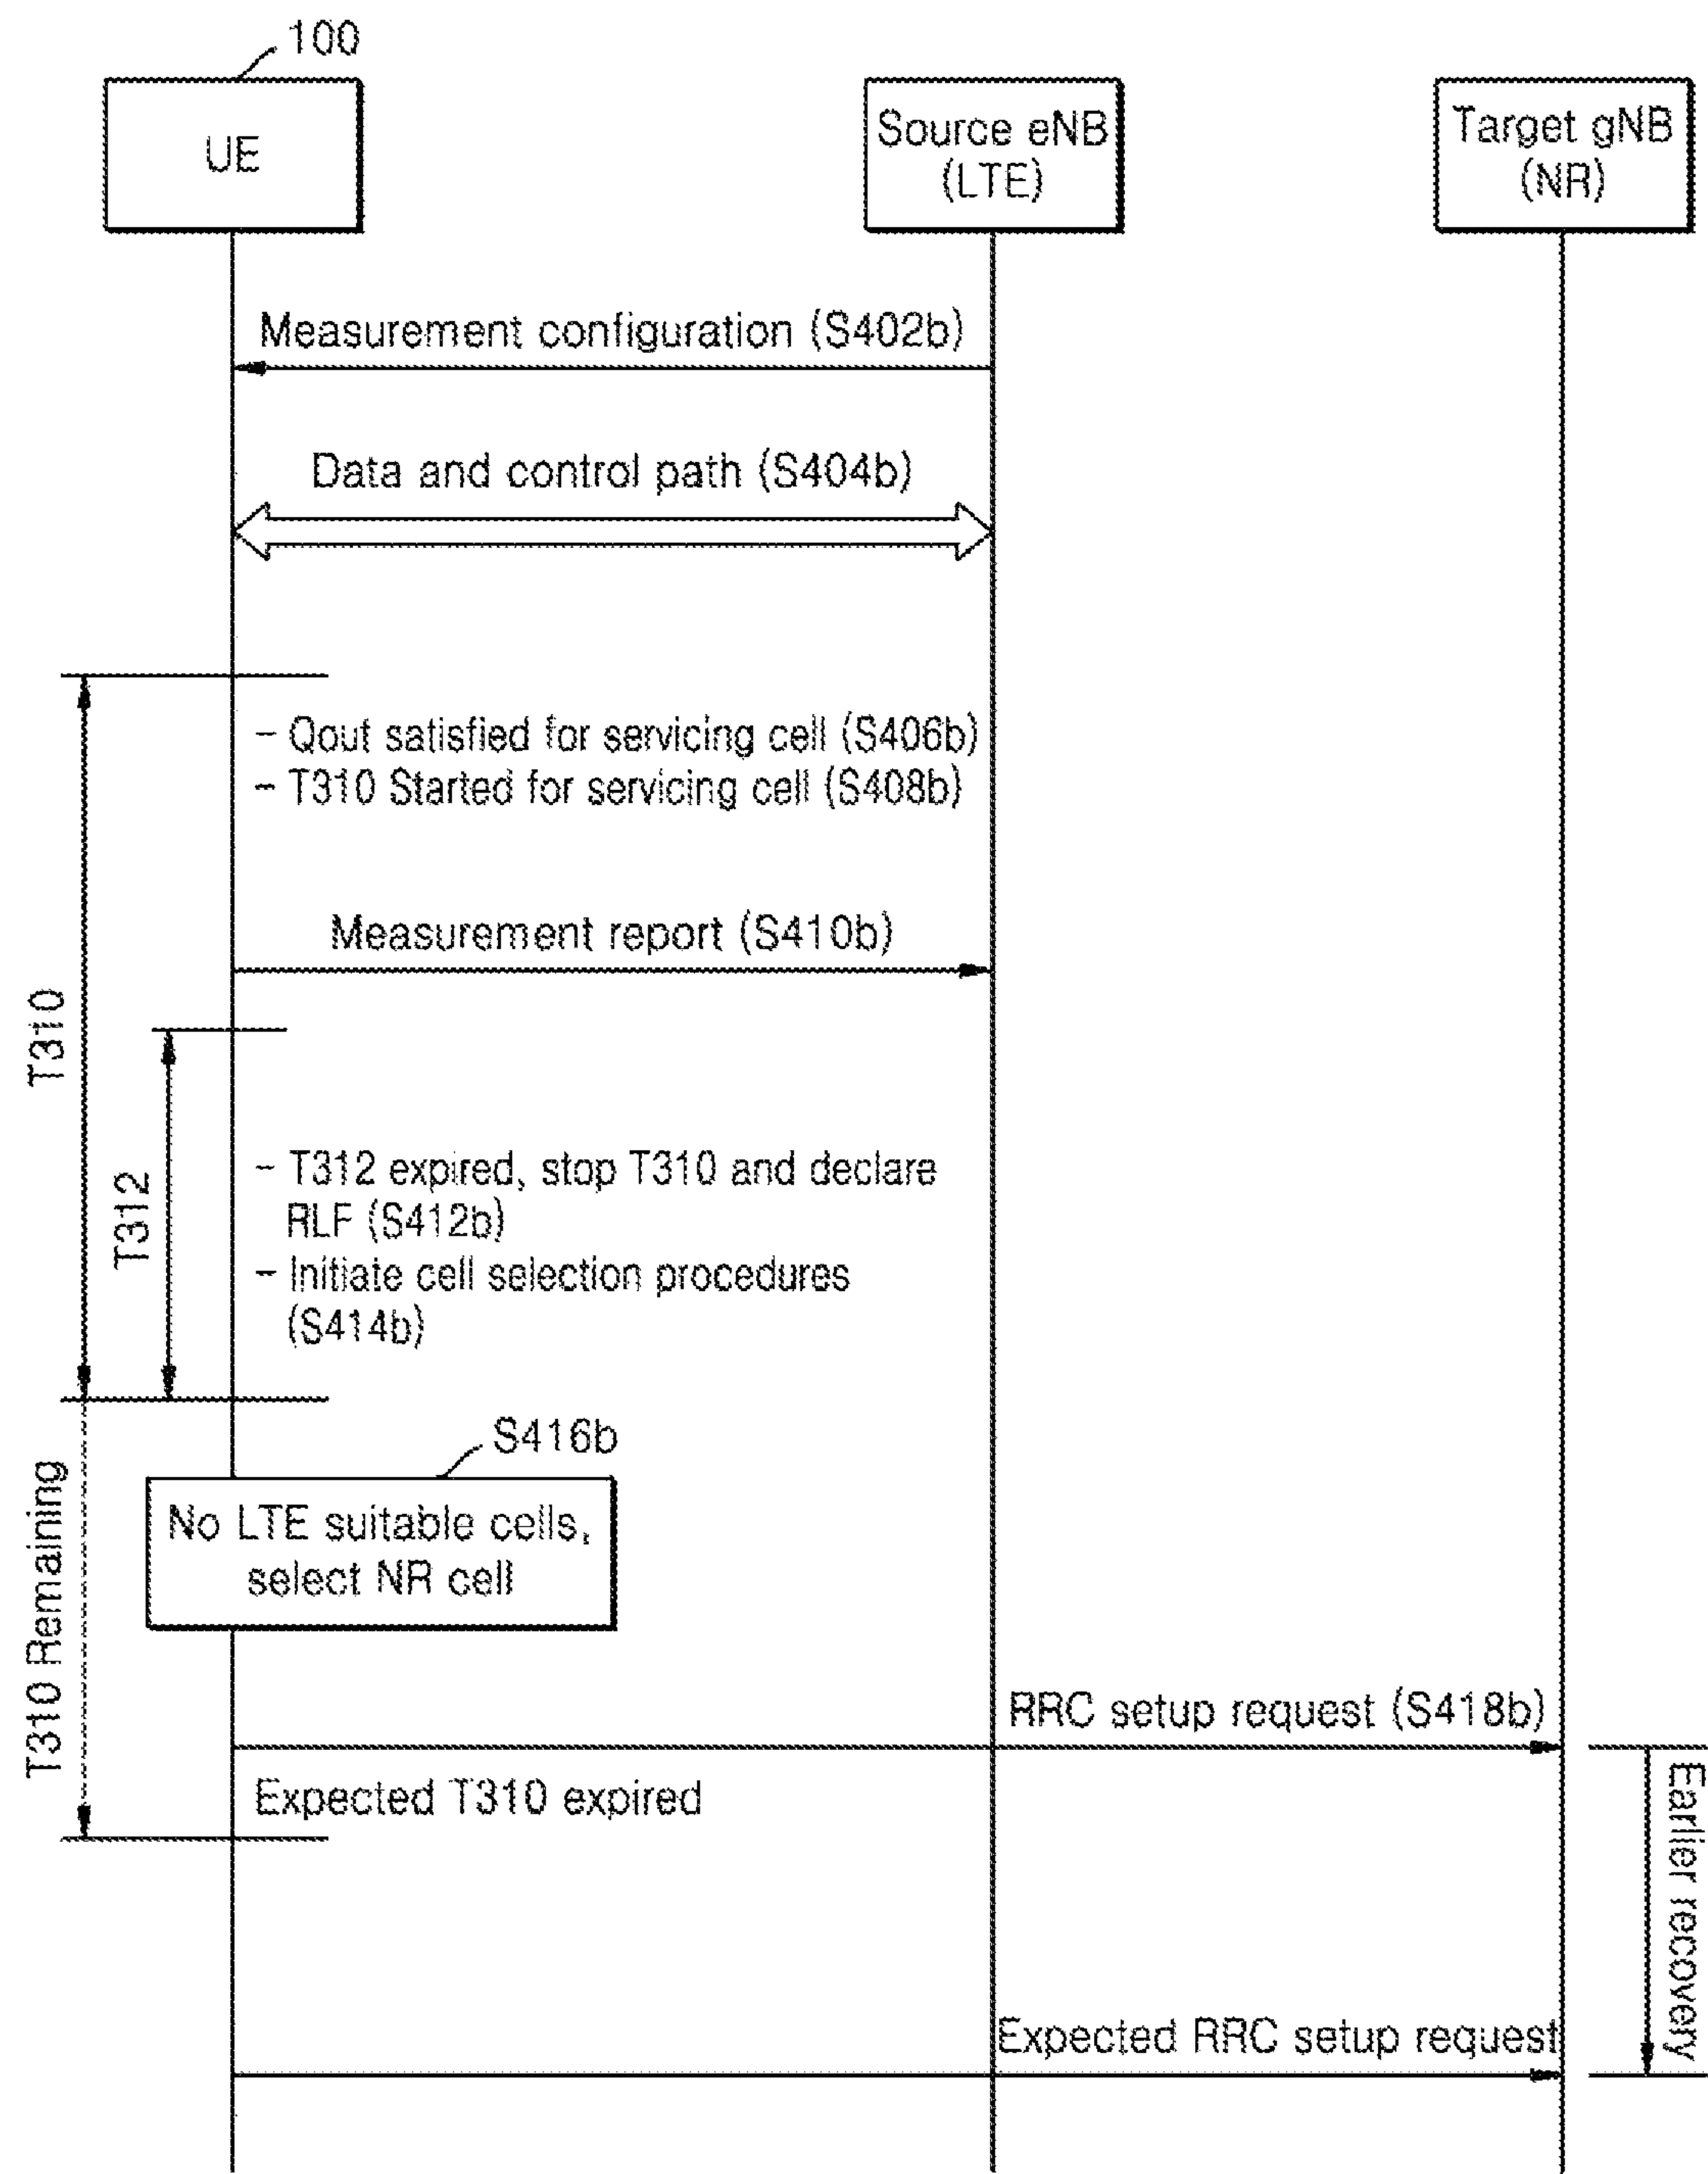 100
UE
Source eNB
(LTE)
Target gNB
(NR)
Measurement configuration (S402b)
Data and control path (S404b)
- Qout satisfied for servicing cell (S406b)
- T310 Started for servicing cell (S408b)
Measurement report (S410b)
T310
T312
- T312 expired, stop T310 and declare
RLF (S412b)
- Initiate cell selection procedures
(S414b)
S416b
No LTE suitable cells,
select NR cell
T310 Remaining
RRC setup request (S418b)
Expected T310 expired
Earlier recovery
Expected RRC setup request